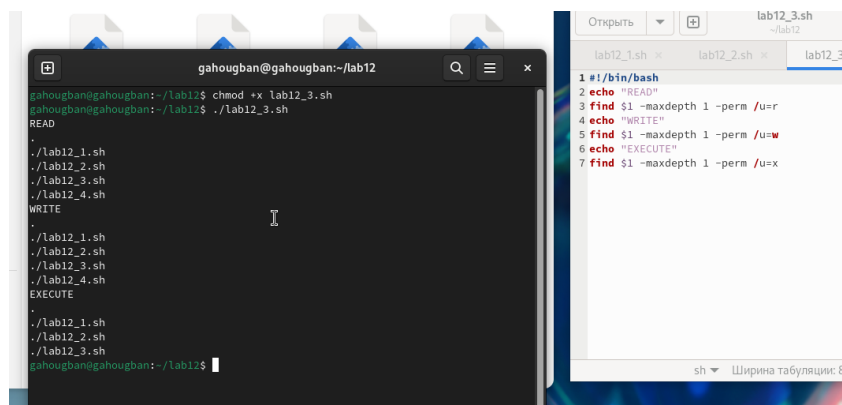 gahougban@gahougban:~/lab12
gahougban@gahougban:~/lab12$ chmod +x lab12_3.sh
gahougban@gahougban:~/lab12$ ./lab12_3.sh
READ
.
./lab12_1.sh
./lab12_2.sh
./lab12_3.sh
./lab12_4.sh
WRITE
.
./lab12_1.sh
./lab12_2.sh
./lab12_3.sh
./lab12_4.sh
EXECUTE
.
./lab12_1.sh
./lab12_2.sh
./lab12_3.sh
gahougban@gahougban:~/lab12$
Открыть
lab12_3.sh
~/lab12
lab12_1.sh × lab12_2.sh × lab12_3
1 #!/bin/bash
2 echo "READ"
3 find $1 -maxdepth 1 -perm /u=r
4 echo "WRITE"
5 find $1 -maxdepth 1 -perm /u=w
6 echo "EXECUTE"
7 find $1 -maxdepth 1 -perm /u=x
sh Ширина табуляции: 8